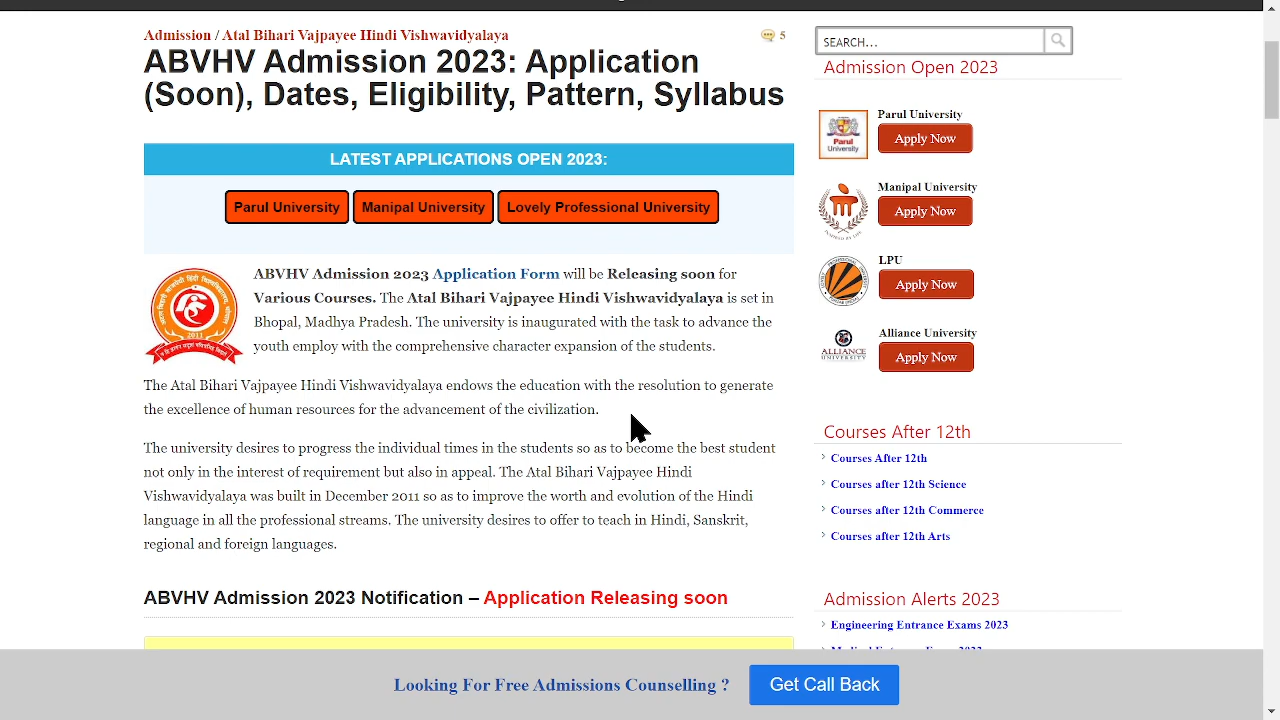 Admission / Atal Bihari Vajpayee Hindi Vishwavidyalaya
5
ABVHV Admission 2023: Application
(Soon), Dates, Eligibility, Pattern, Syllabus
LATEST APPLICATIONS OPEN 2023:
Parul University Manipal University Lovely Professional University
ABVHV Admission 2023 Application Form will be Releasing soon for
Various Courses. The Atal Bihari Vajpayee Hindi Vishwavidyalaya is set in
Bhopal, Madhya Pradesh. The university is inaugurated with the task to advance the
youth employ with the comprehensive character expansion of the students.
2011
The Atal Bihari Vajpayee Hindi Vishwavidyalaya endows the education with the resolution to generate
the excellence of human resources for the advancement of the civilization.
The university desires to progress the individual times in the students so as to become the best student
not only in the interest of requirement but also in appeal. The Atal Bihari Vajpayee Hindi
Vishwavidyalaya was built in December 2011 so as to improve the worth and evolution of the Hindi
language in all the professional streams. The university desires to offer to teach in Hindi, Sanskrit,
regional and foreign languages.
ABVHV Admission 2023 Notification – Application Releasing soon
SEARCH...
Admission Open 2023
Parul University
Parul
University
Apply Now
Manipal University
Apply Now
LPU
Apply Now
Alliance University
ALLIANCE
UNIVERSITY
Apply Now
Courses After 12th
Courses After 12th
Courses after 12th Science
Courses after 12th Commerce
Courses after 12th Arts
Admission Alerts 2023
Engineering Entrance Exams 2023
Looking For Free Admissions Counselling ?
Get Call Back